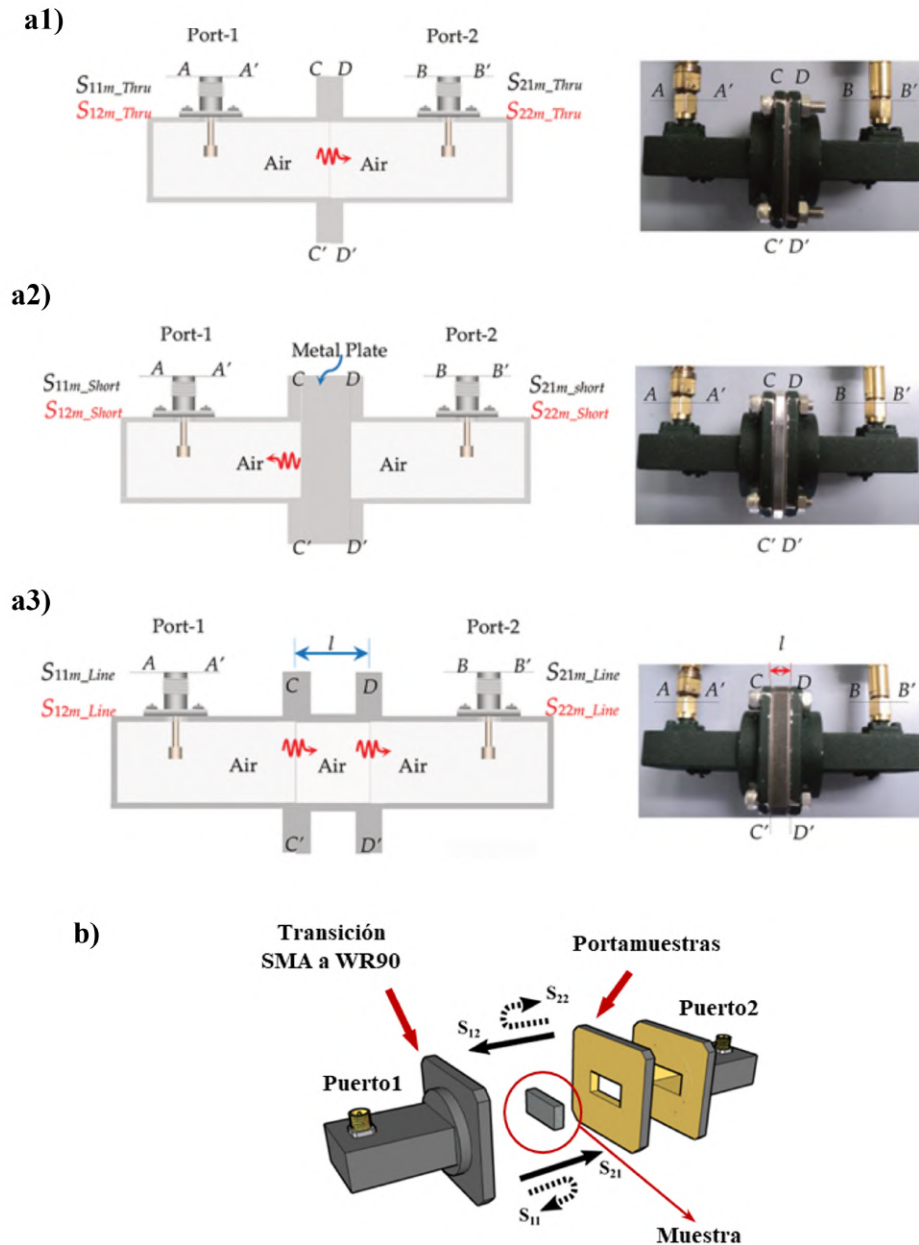 a1)
Port-1
Port-2
A A' C D B B'
S11m_Thru
S12m_Thru
S21m_Thru
S22m_Thru
Air Air
C' D'
C D
A A' B B'
C' D'
a2)
Port-1
Port-2
Metal Plate
A A' C D B B'
S11m_Short
S12m_Short
S21m_short
S22m_Short
Air Air
C' D'
C D
A A' B B'
C' D'
a3)
Port-1
Port-2
l
A A' C D B B'
S11m_Line
S12m_Line
S21m_Line
S22m_Line
Air Air Air
C' D'
l
C D
A A' B B'
C' D'
b)
Transición
SMA a WR90
Portamuestras
S22
S12
Puerto2
Puerto1
S21
S11
Muestra